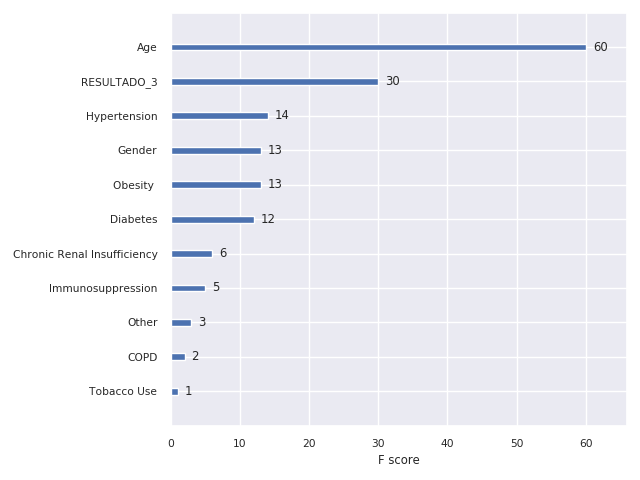 Age 60
RESULTADO_3 30
Hypertension 14
Gender 13
Obesity 13
Diabetes 12
Chronic Renal Insufficiency 6
Immunosuppression 5
Other 3
COPD 2
Tobacco Use 1
0 10 20 30 40 50 60
F score